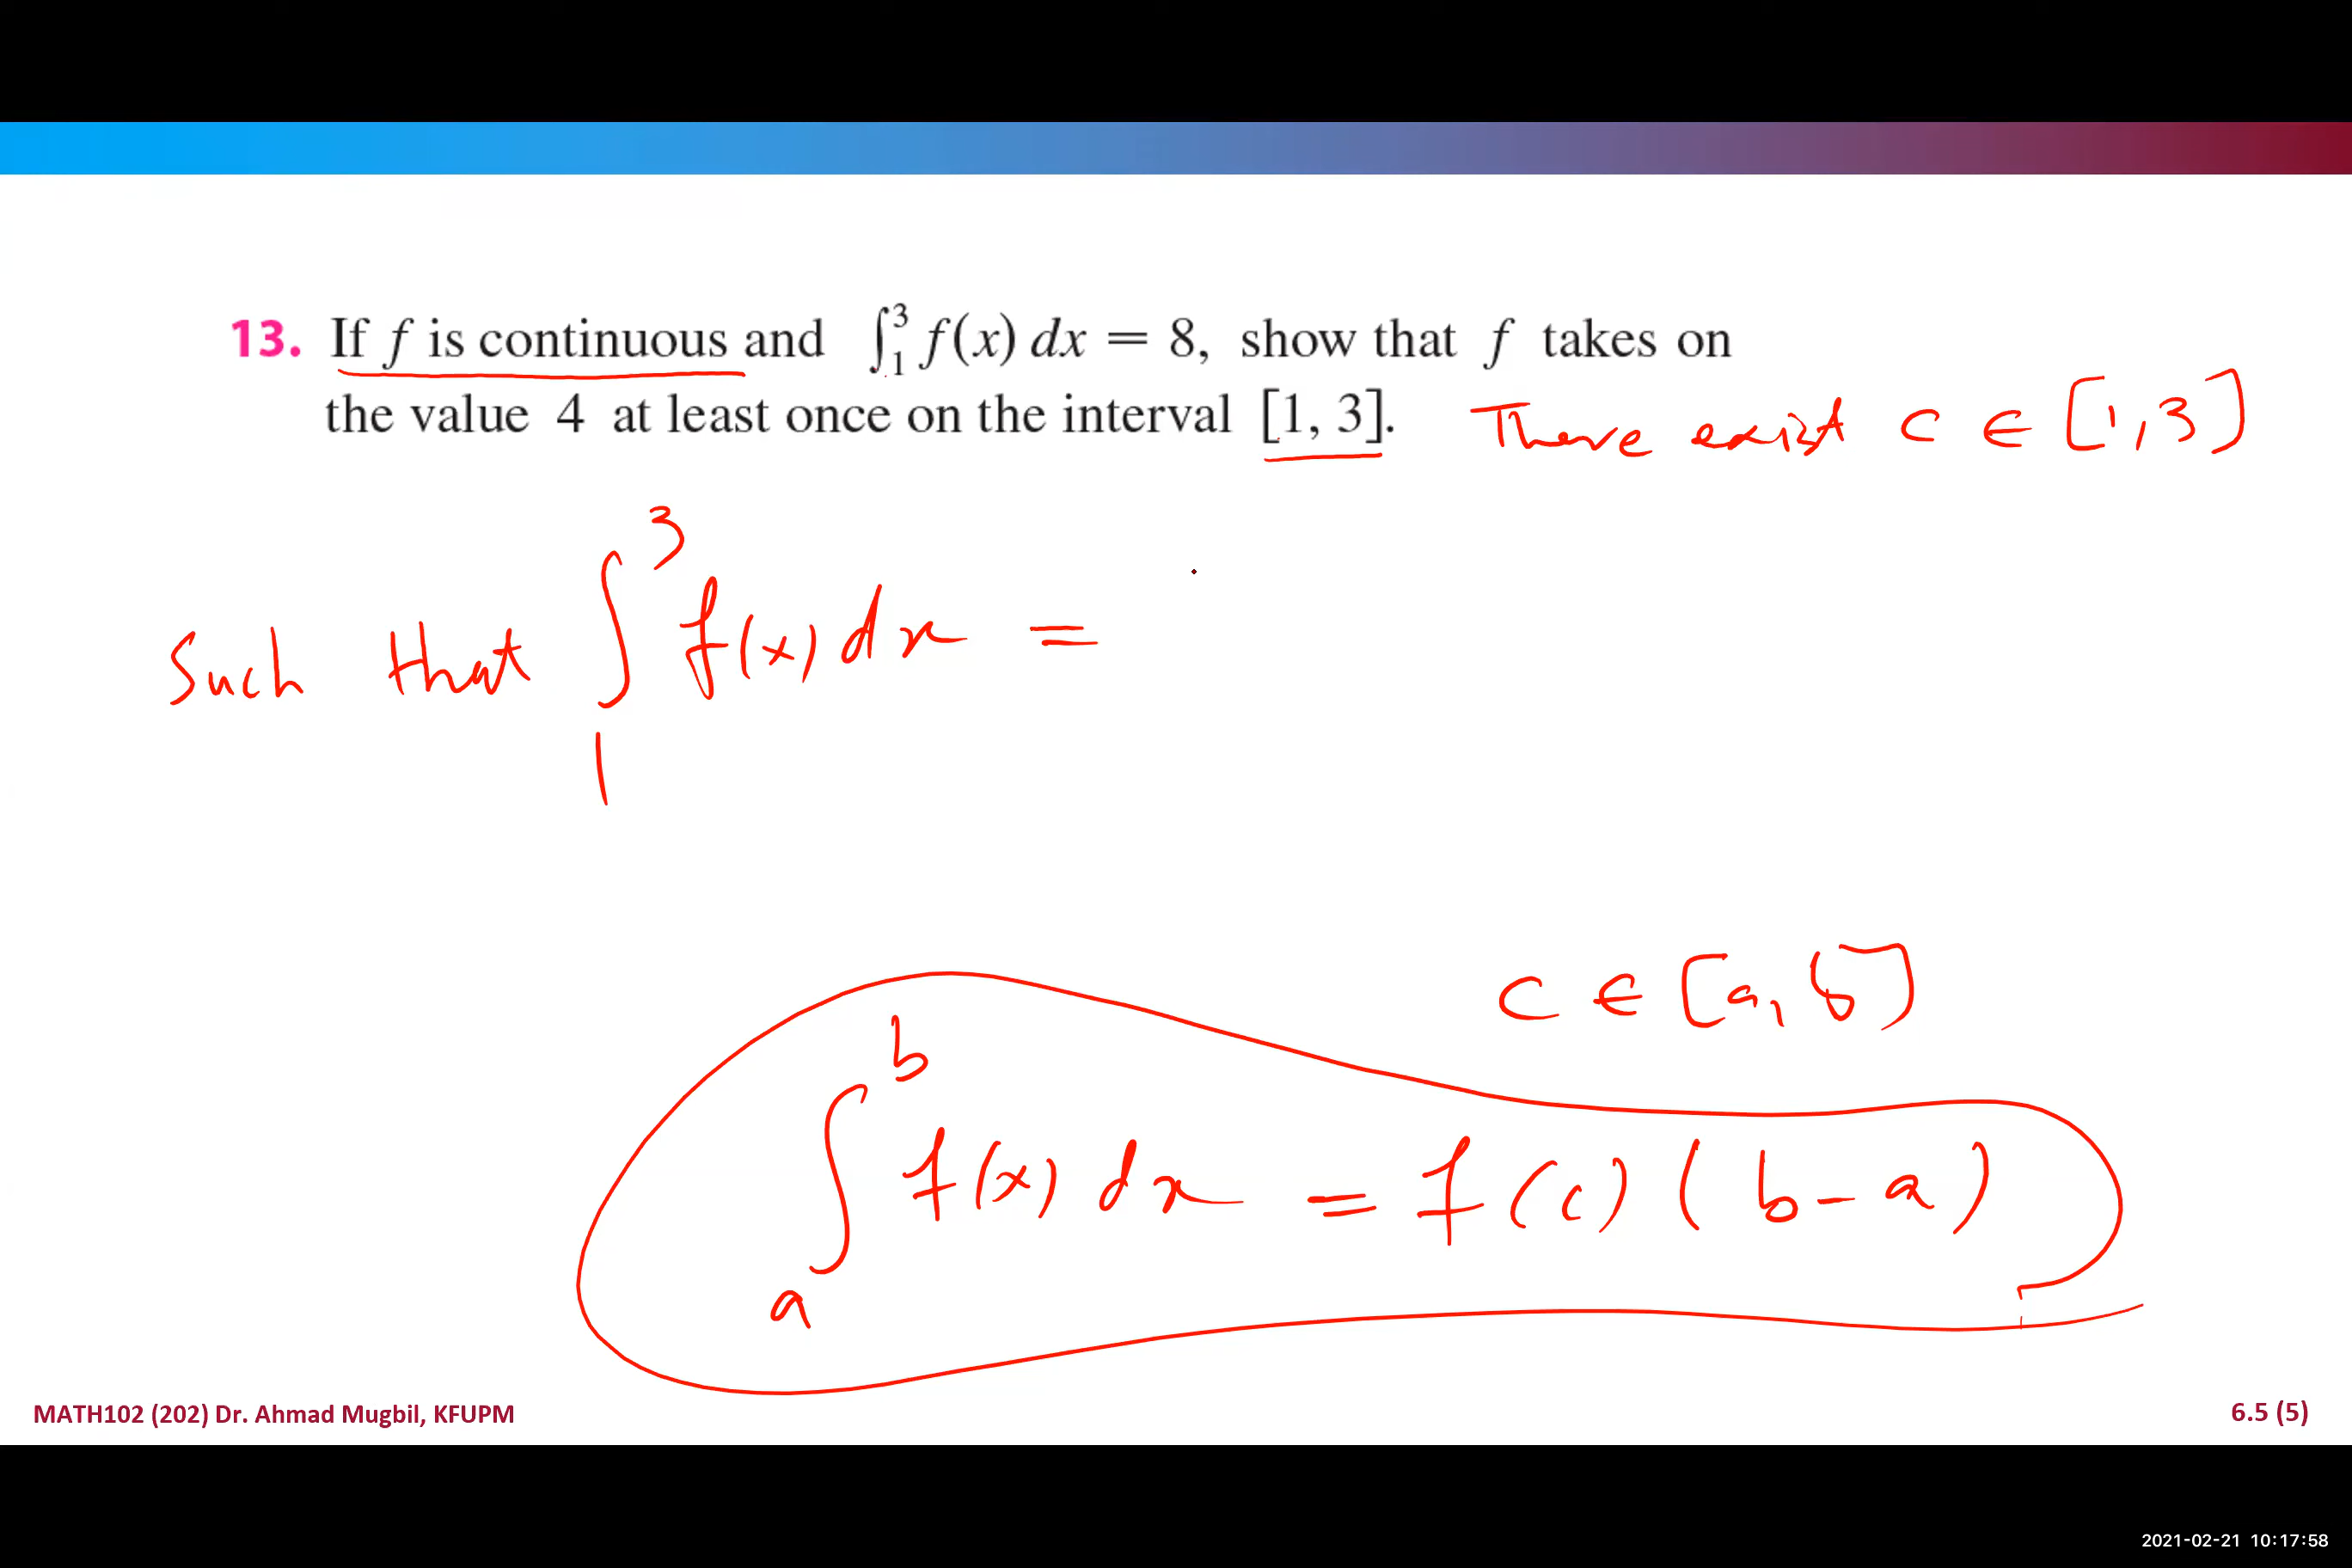 13. If f is continuous and ∫₁³ f(x) dx = 8, show that f takes on
the value 4 at least once on the interval [1, 3]. There exist c ∈ [1,3]
Such that ∫₁³ f(x) dx =
c ∈ [a, b]
∫ₐᵇ f(x) dx = f(c) (b - a)
MATH102 (202) Dr. Ahmad Mugbil, KFUPM
6.5 (5)
2021-02-21 10:17:58